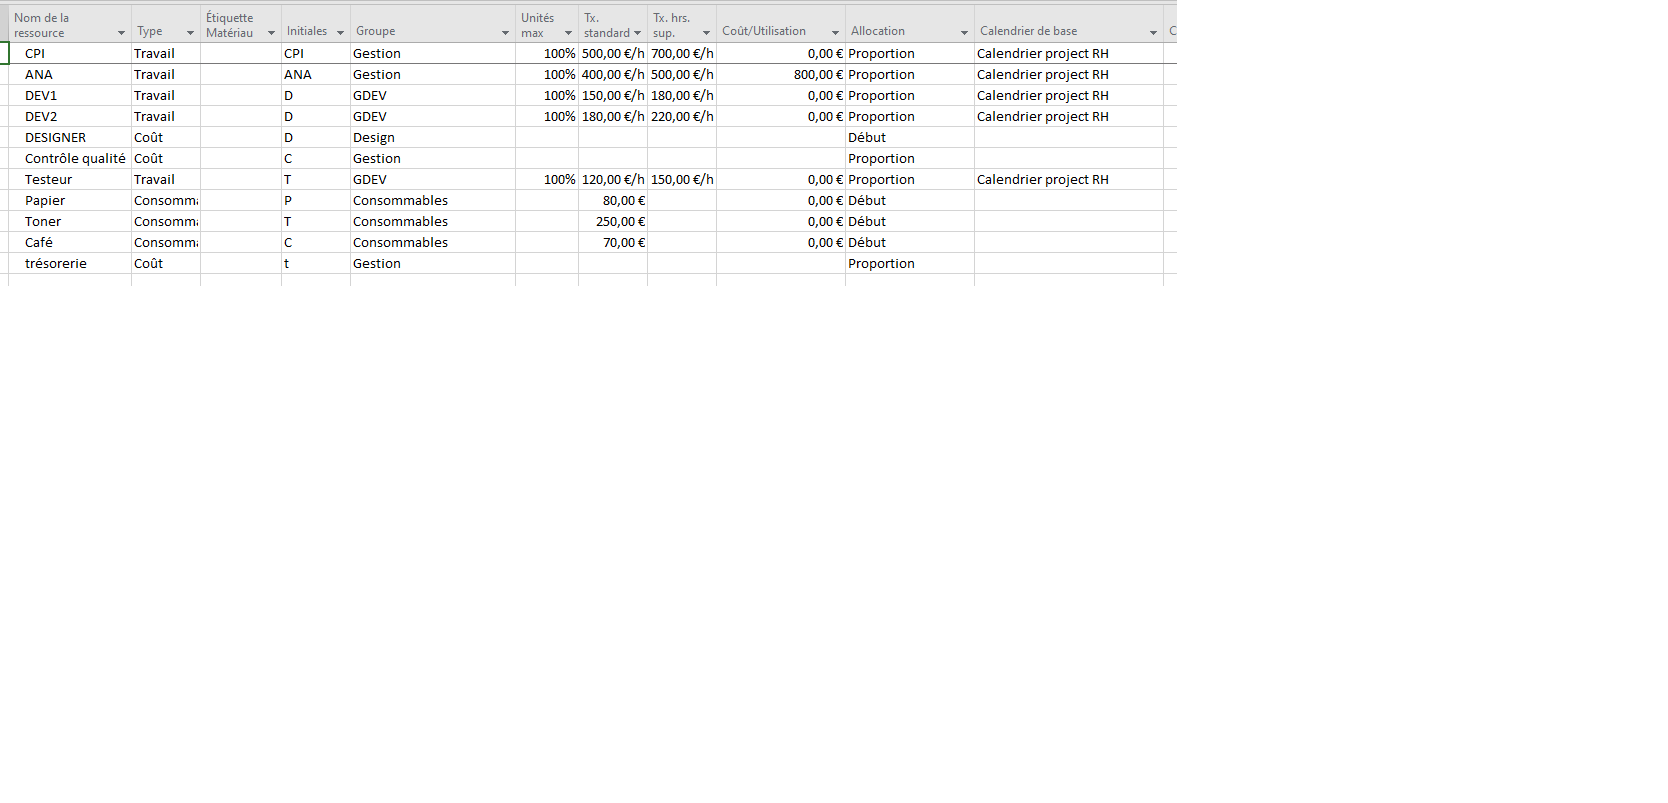 Nom de la ressource Type Étiquette Matériau Initiales Groupe Unités max Tx. standard Tx. hrs. sup. Coût/Utilisation Allocation Calendrier de base C
CPI Travail CPI Gestion 100% 500,00 €/h 700,00 €/h 0,00 € Proportion Calendrier project RH
ANA Travail ANA Gestion 100% 400,00 €/h 500,00 €/h 800,00 € Proportion Calendrier project RH
DEV1 Travail D GDEV 100% 150,00 €/h 180,00 €/h 0,00 € Proportion Calendrier project RH
DEV2 Travail D GDEV 100% 180,00 €/h 220,00 €/h 0,00 € Proportion Calendrier project RH
DESIGNER Coût D Design Début
Contrôle qualité Coût C Gestion Proportion
Testeur Travail T GDEV 100% 120,00 €/h 150,00 €/h 0,00 € Proportion Calendrier project RH
Papier Consomma P Consommables 80,00 € 0,00 € Début
Toner Consomma T Consommables 250,00 € 0,00 € Début
Café Consomma C Consommables 70,00 € 0,00 € Début
trésorerie Coût t Gestion Proportion